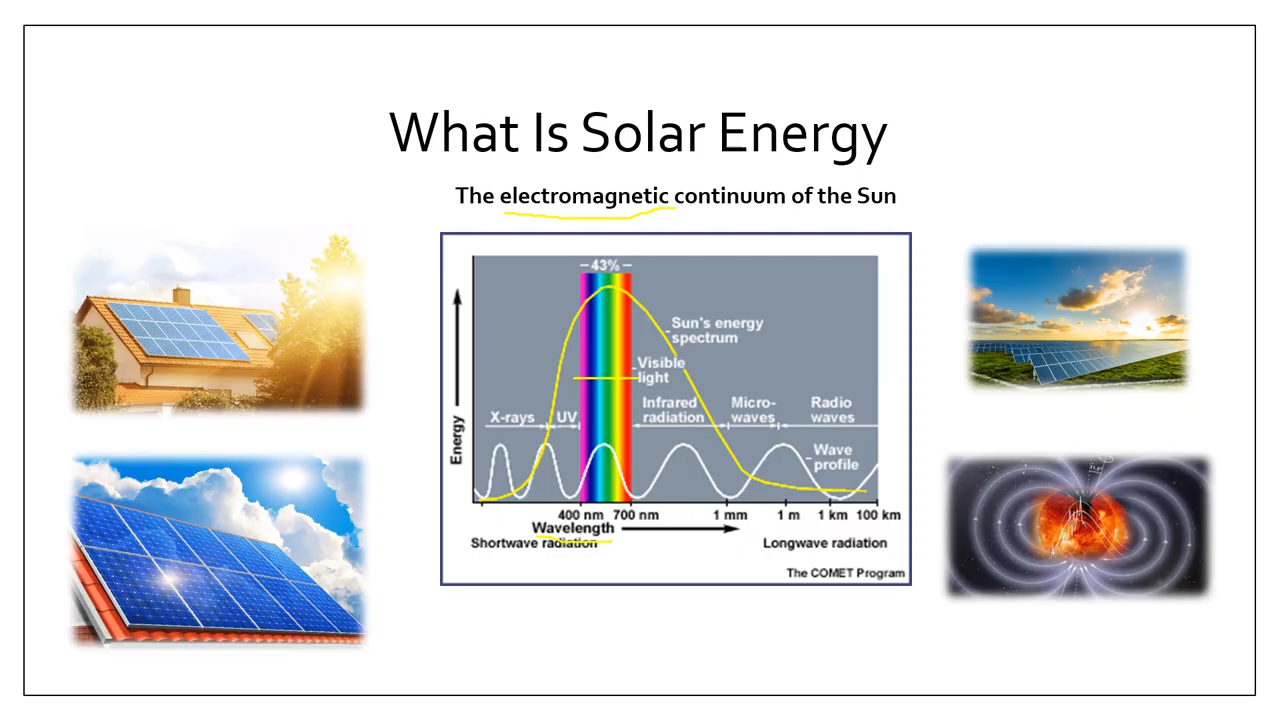 What Is Solar Energy
The electromagnetic continuum of the Sun
43%
Sun's energy
spectrum
Visible
light
X-rays
UV
Infrared
radiation
Micro-
waves
Radio
waves
Wave
profile
Energy
400 nm
700 nm
1 mm
1 m
1 km
100 km
Wavelength
Shortwave radiation
Longwave radiation
The COMET Program